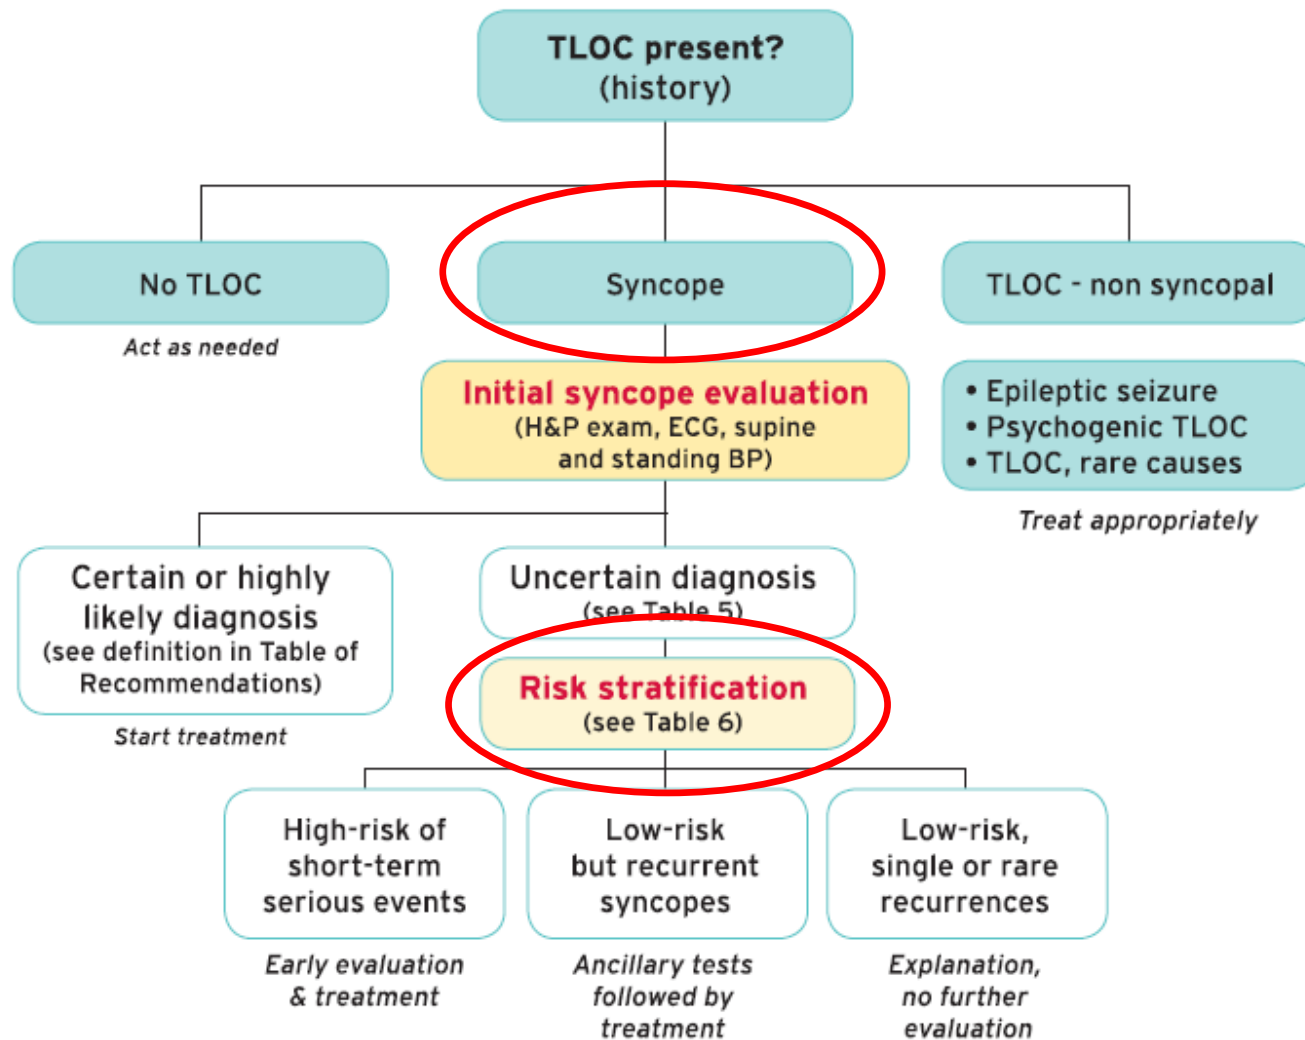 TLOC present?
(history)
No TLOC
Act as needed
Syncope
TLOC - non syncopal
Initial syncope evaluation
(H&P exam, ECG, supine
and standing BP)
• Epileptic seizure
• Psychogenic TLOC
• TLOC, rare causes
Treat appropriately
Certain or highly
likely diagnosis
(see definition in Table of
Recommendations)
Start treatment
Uncertain diagnosis
(see Table 5)
Risk stratification
(see Table 6)
High-risk of
short-term
serious events
Early evaluation
& treatment
Low-risk
but recurrent
syncopes
Ancillary tests
followed by
treatment
Low-risk,
single or rare
recurrences
Explanation,
no further
evaluation